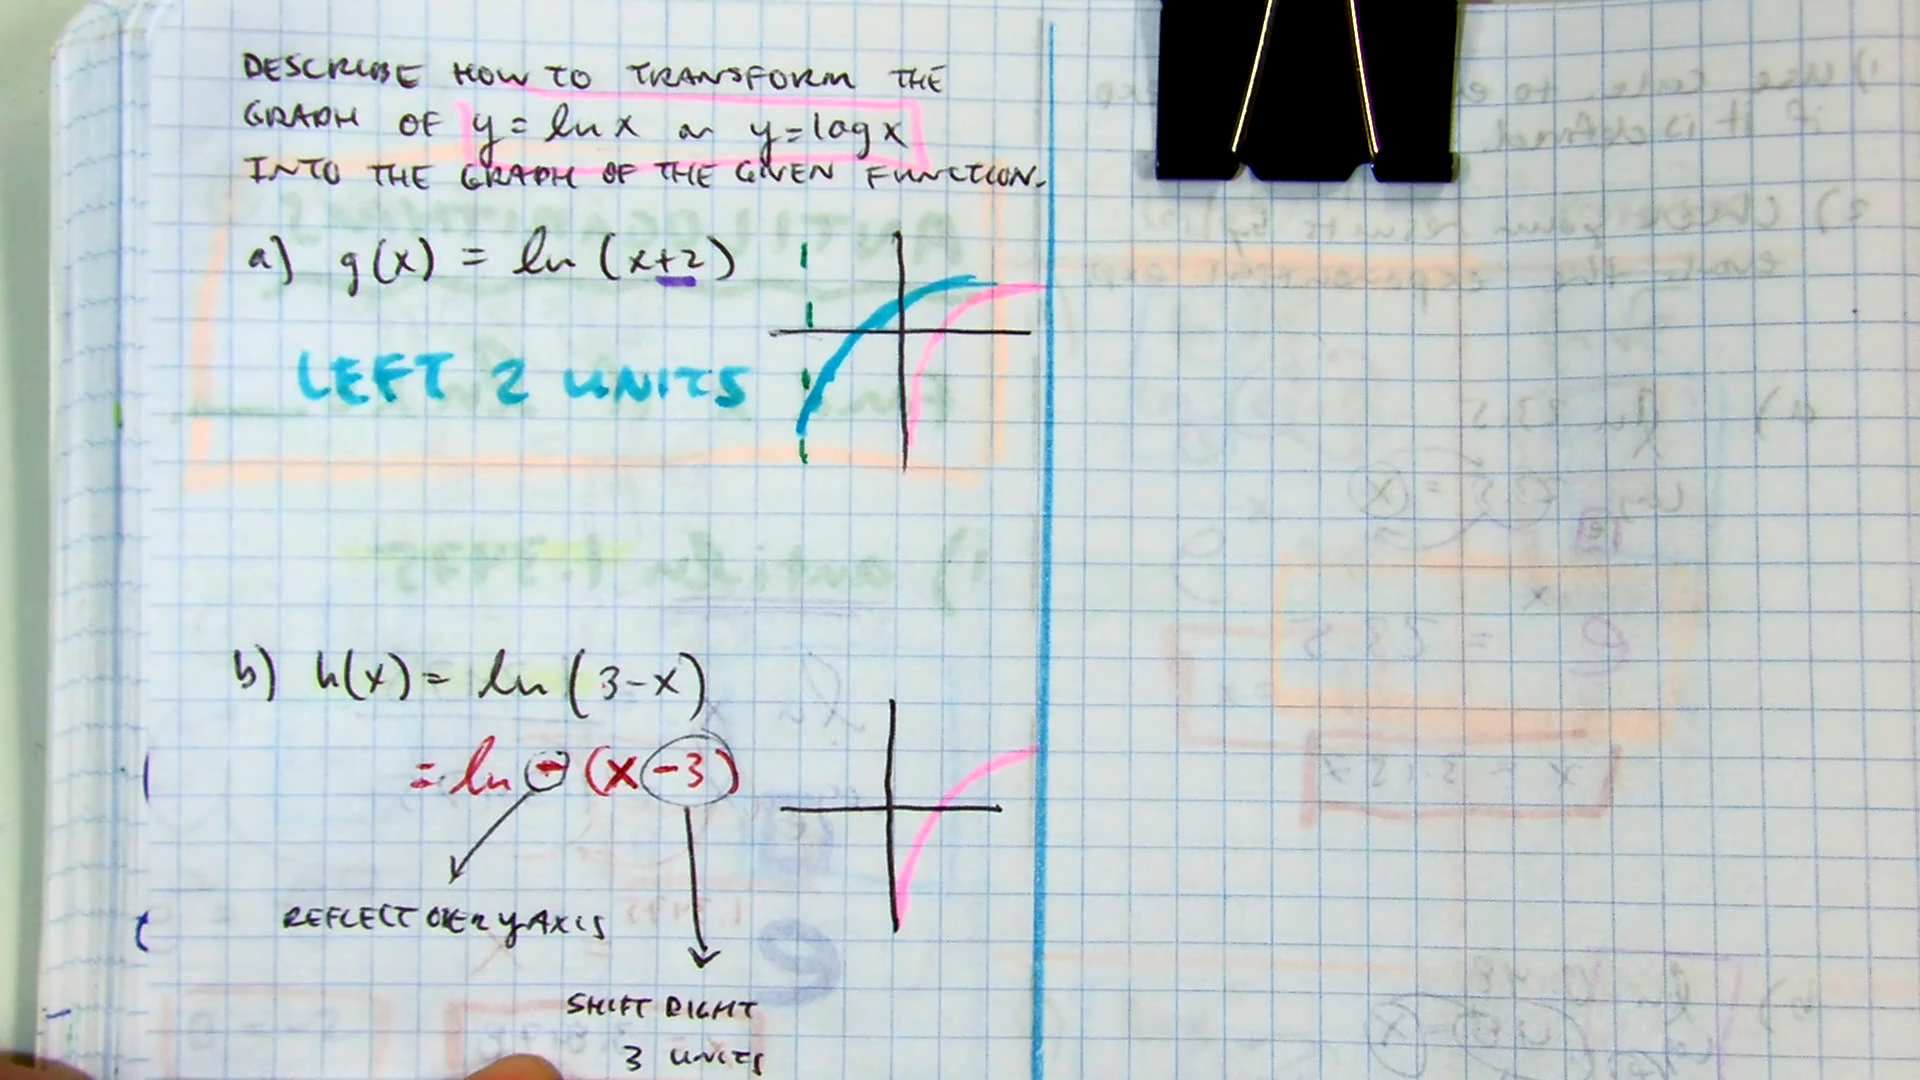 DESCRIBE HOW TO TRANSFORM THE
GRAPH OF y = ln x or y = log x
INTO THE GRAPH OF THE GIVEN FUNCTION.
a) g(x) = ln (x+2)
LEFT 2 UNITS
b) h(x) = ln (3-x)
= ln - (x - 3)
REFLECT OVER y AXIS
SHIFT RIGHT
3 UNITS